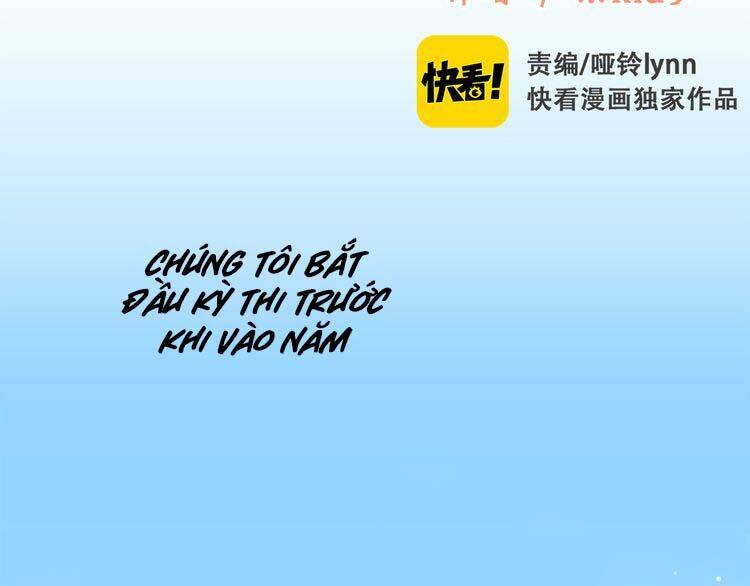 快看!
责编/哑铃lynn
快看漫画独家作品
CHÚNG TÔI BẮT
ĐẦU KỲ THI TRƯỚC
KHI VÀO NĂM